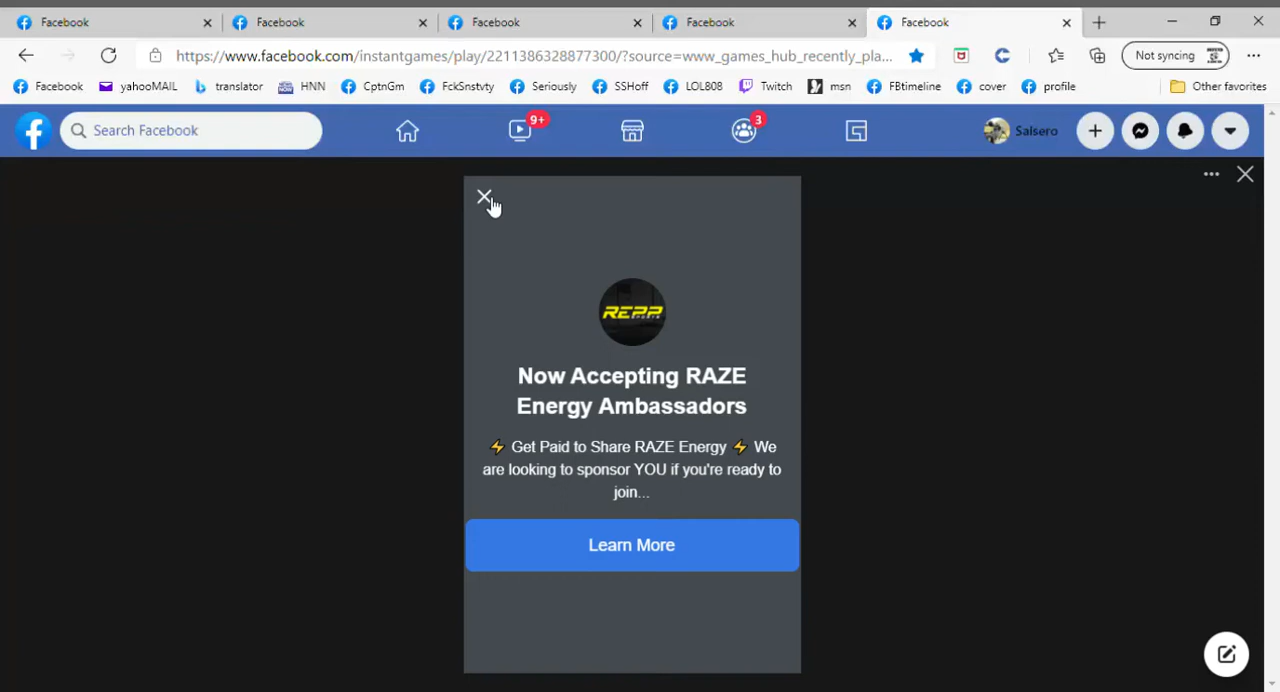 Facebook Facebook Facebook Facebook Facebook
https://www.facebook.com/instantgames/play/2211386328877300/?source=www_games_hub_recently_pla... Not syncing
Facebook yahooMAIL translator HNN CptnGm FckSnstvty Seriously SSHoff LOL808 Twitch msn FBtimeline cover profile Other favorites
Search Facebook 9+ 3 Salsero
REPP
Now Accepting RAZE
Energy Ambassadors
⚡ Get Paid to Share RAZE Energy ⚡ We
are looking to sponsor YOU if you're ready to
join...
Learn More